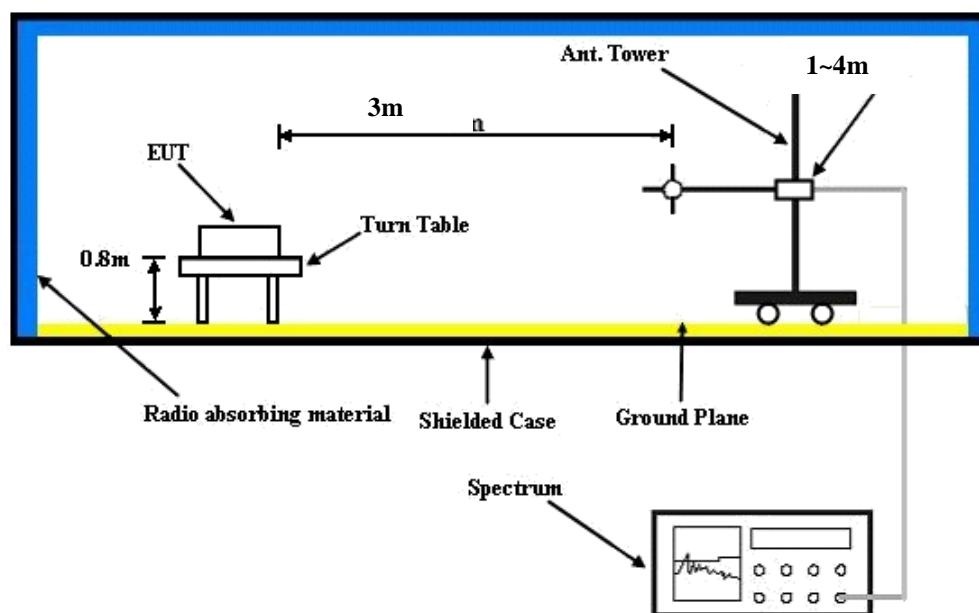 Ant. Tower
1~4m
3m
EUT
Turn Table
0.8m
Radio absorbing material
Shielded Case
Ground Plane
Spectrum